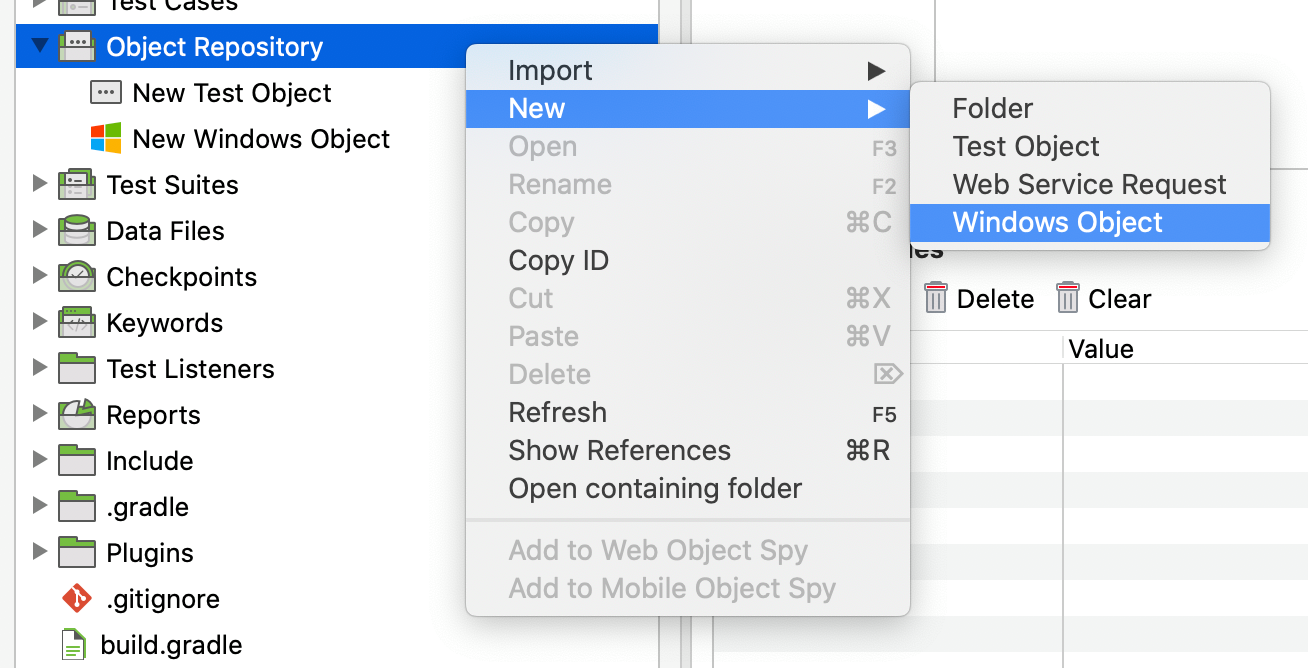 Test Cases
Object Repository
New Test Object
New Windows Object
Test Suites
Data Files
Checkpoints
Keywords
Test Listeners
Reports
Include
.gradle
Plugins
.gitignore
build.gradle
Import
New
Open F3
Rename F2
Copy ⌘C
Copy ID
Cut ⌘X
Paste ⌘V
Delete ⌦
Refresh F5
Show References ⌘R
Open containing folder
Add to Web Object Spy
Add to Mobile Object Spy
Folder
Test Object
Web Service Request
Windows Object
Delete Clear
Value